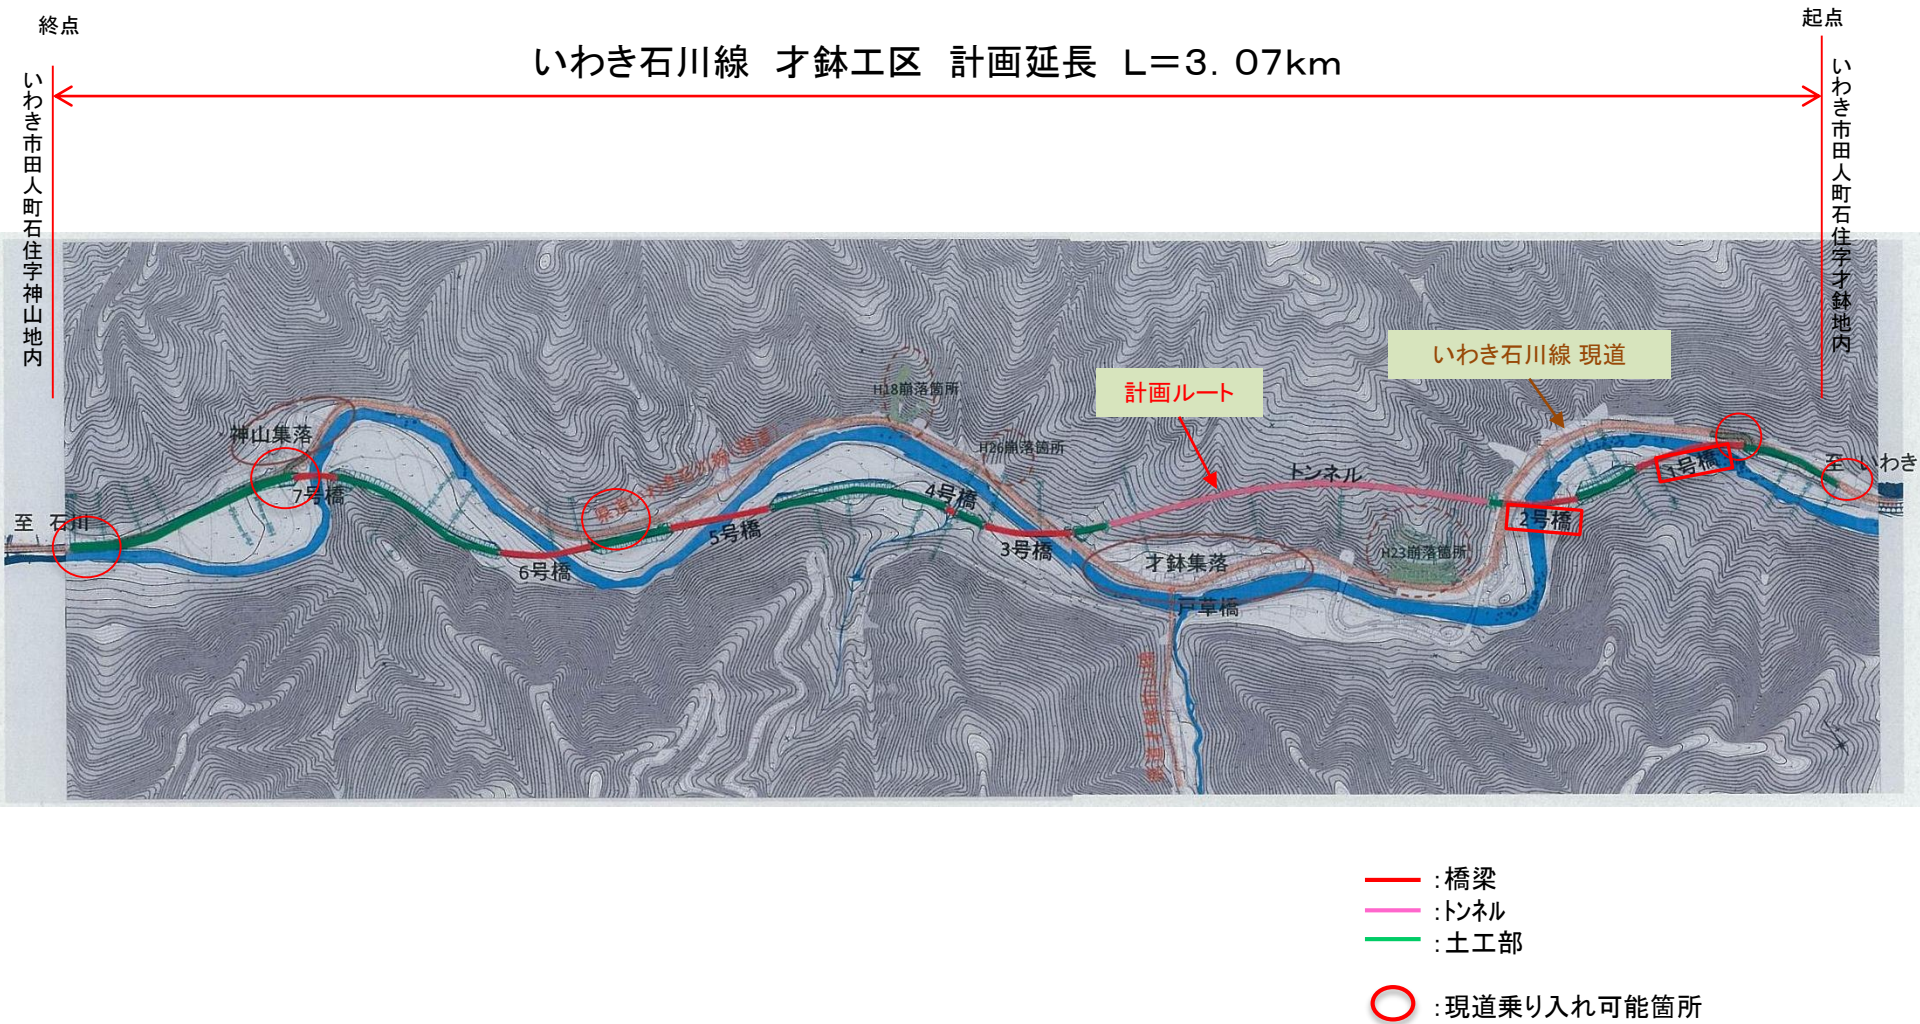 終点
起点
いわき石川線 才鉢工区 計画延長 L=3．07km
いわき市田人町石住字神山地内
いわき市田人町石住字才鉢地内
いわき石川線 現道
計画ルート
H18崩落箇所
H26崩落箇所
神山集落
7号橋
至 石川
6号橋
5号橋
4号橋
3号橋
トンネル
才鉢集落
戸草橋
H23崩落箇所
2号橋
1号橋
至 いわき
：橋梁
：トンネル
：土工部
：現道乗り入れ可能箇所